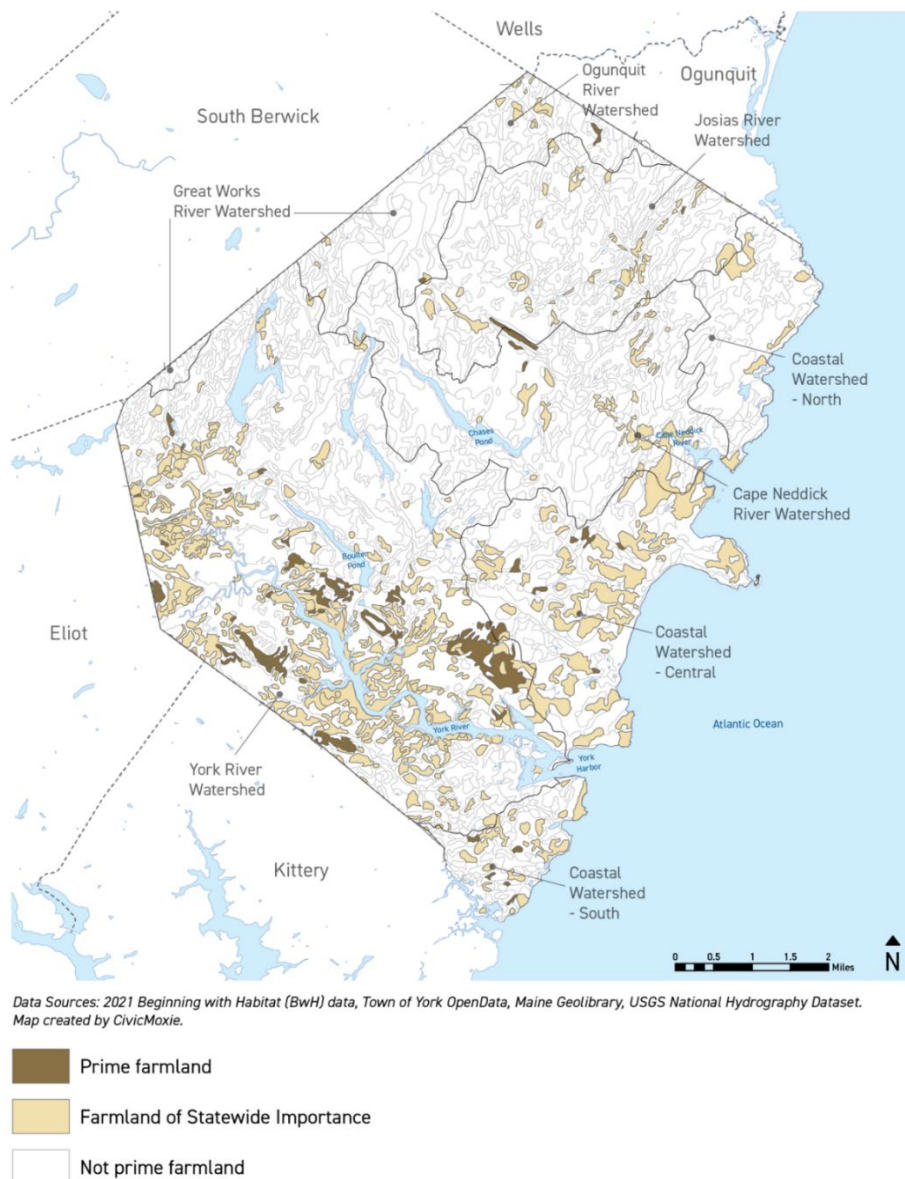 Wells
Ogunquit
River
Watershed
Ogunquit
South Berwick
Josias River
Watershed
Great Works
River Watershed
Coastal
Watershed
- North
Chases
Pond
Cape Neddick
River
Cape Neddick
River Watershed
Boulter
Pond
Eliot
Coastal
Watershed
- Central
Atlantic Ocean
York River
York
Harbor
York River
Watershed
Kittery
Coastal
Watershed
- South
0 0.5 1 1.5 2
Miles
N
Data Sources: 2021 Beginning with Habitat (BwH) data, Town of York OpenData, Maine Geolibrary, USGS National Hydrography Dataset.
Map created by CivicMoxie.
Prime farmland
Farmland of Statewide Importance
Not prime farmland